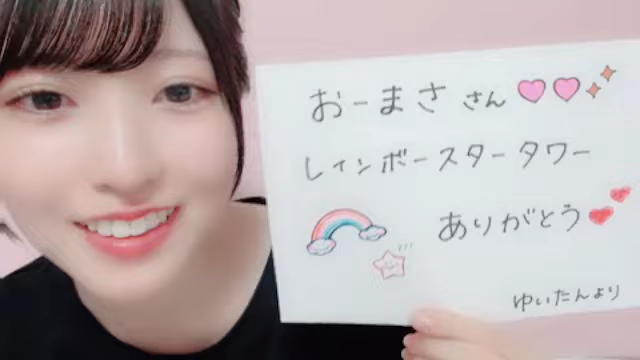 おーまさ さん
レインボースタータワー
ありがとう
ゆいたんより